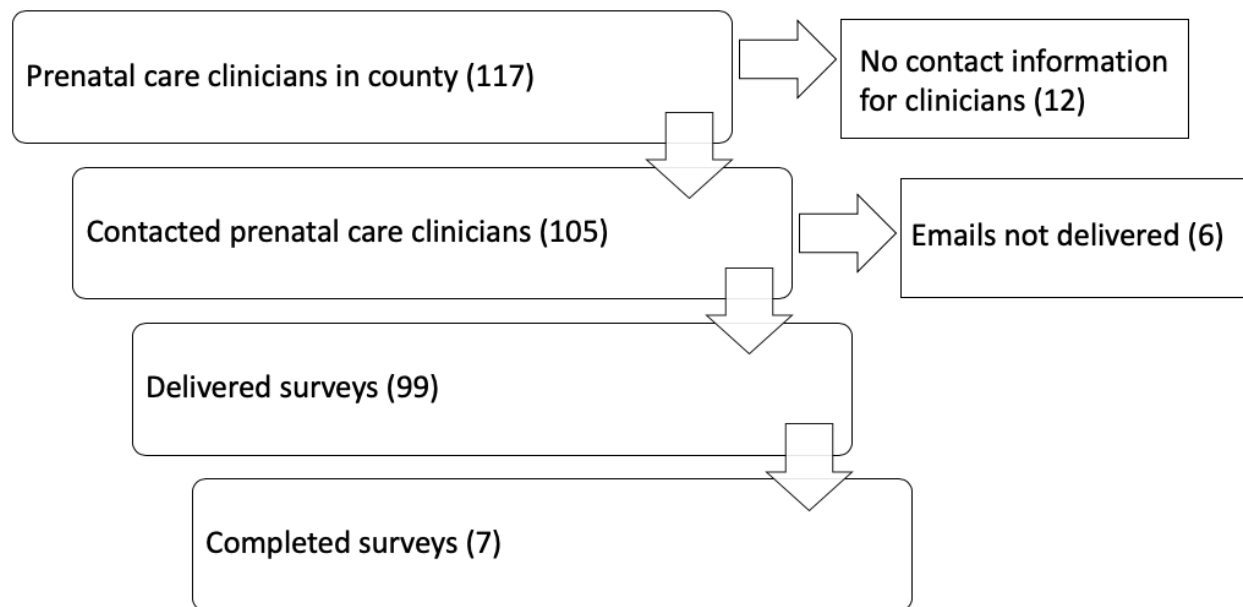 Prenatal care clinicians in county (117)
No contact information
for clinicians (12)
Contacted prenatal care clinicians (105)
Emails not delivered (6)
Delivered surveys (99)
Completed surveys (7)